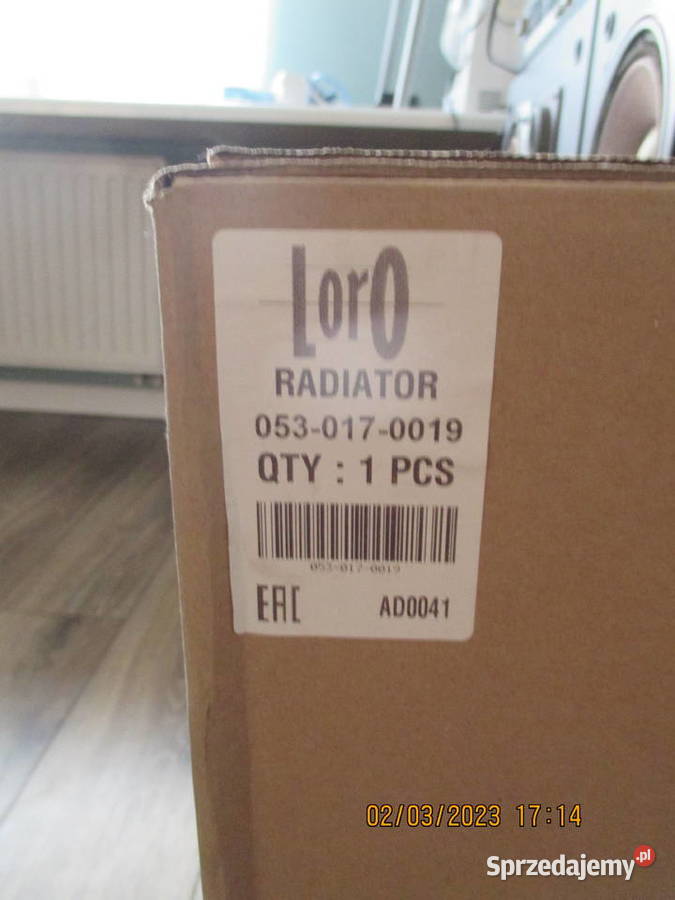 LorO
RADIATOR
053-017-0019
QTY : 1 PCS
053-017-0019
EAC
AD0041
02/03/2023 17:14
Sprzedajemy.pl